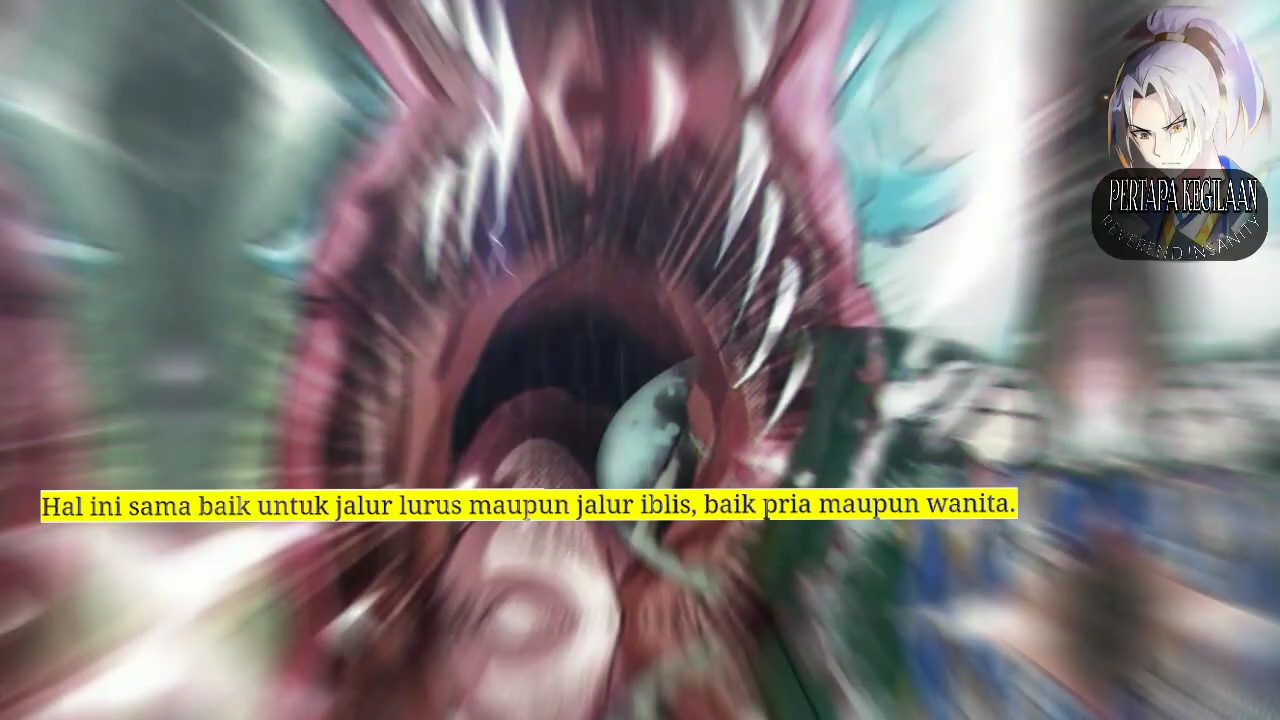 PERTAPA KEGILAAN
REVEREND INSANITY
Hal ini sama baik untuk jalur lurus maupun jalur iblis, baik pria maupun wanita.